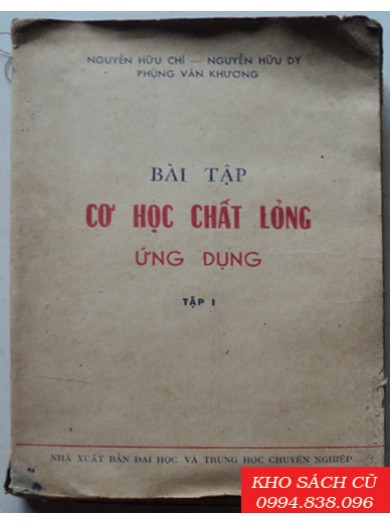 NGUYỄN HỮU CHÍ — NGUYỄN HỮU DY
PHÙNG VĂN KHƯƠNG
BÀI TẬP
CƠ HỌC CHẤT LỎNG
ỨNG DỤNG
TẬP I
NHÀ XUẤT BẢN ĐẠI HỌC VÀ TRUNG HỌC CHUYÊN NGHIỆP
KHO SÁCH CŨ
0994.838.096